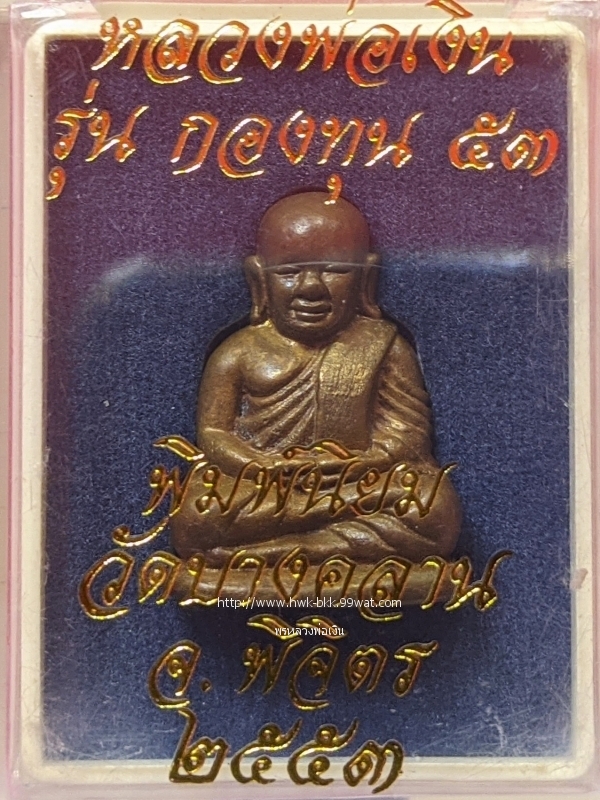 หลวงพ่อเงิน
รุ่น กองทุน ๕๓
พิมพ์นิยม
วัดบางคลาน
http://www.hwk-bkk.99wat.com
พรหลวงพ่อเงิน
จ. พิจิตร
๒๕๕๓